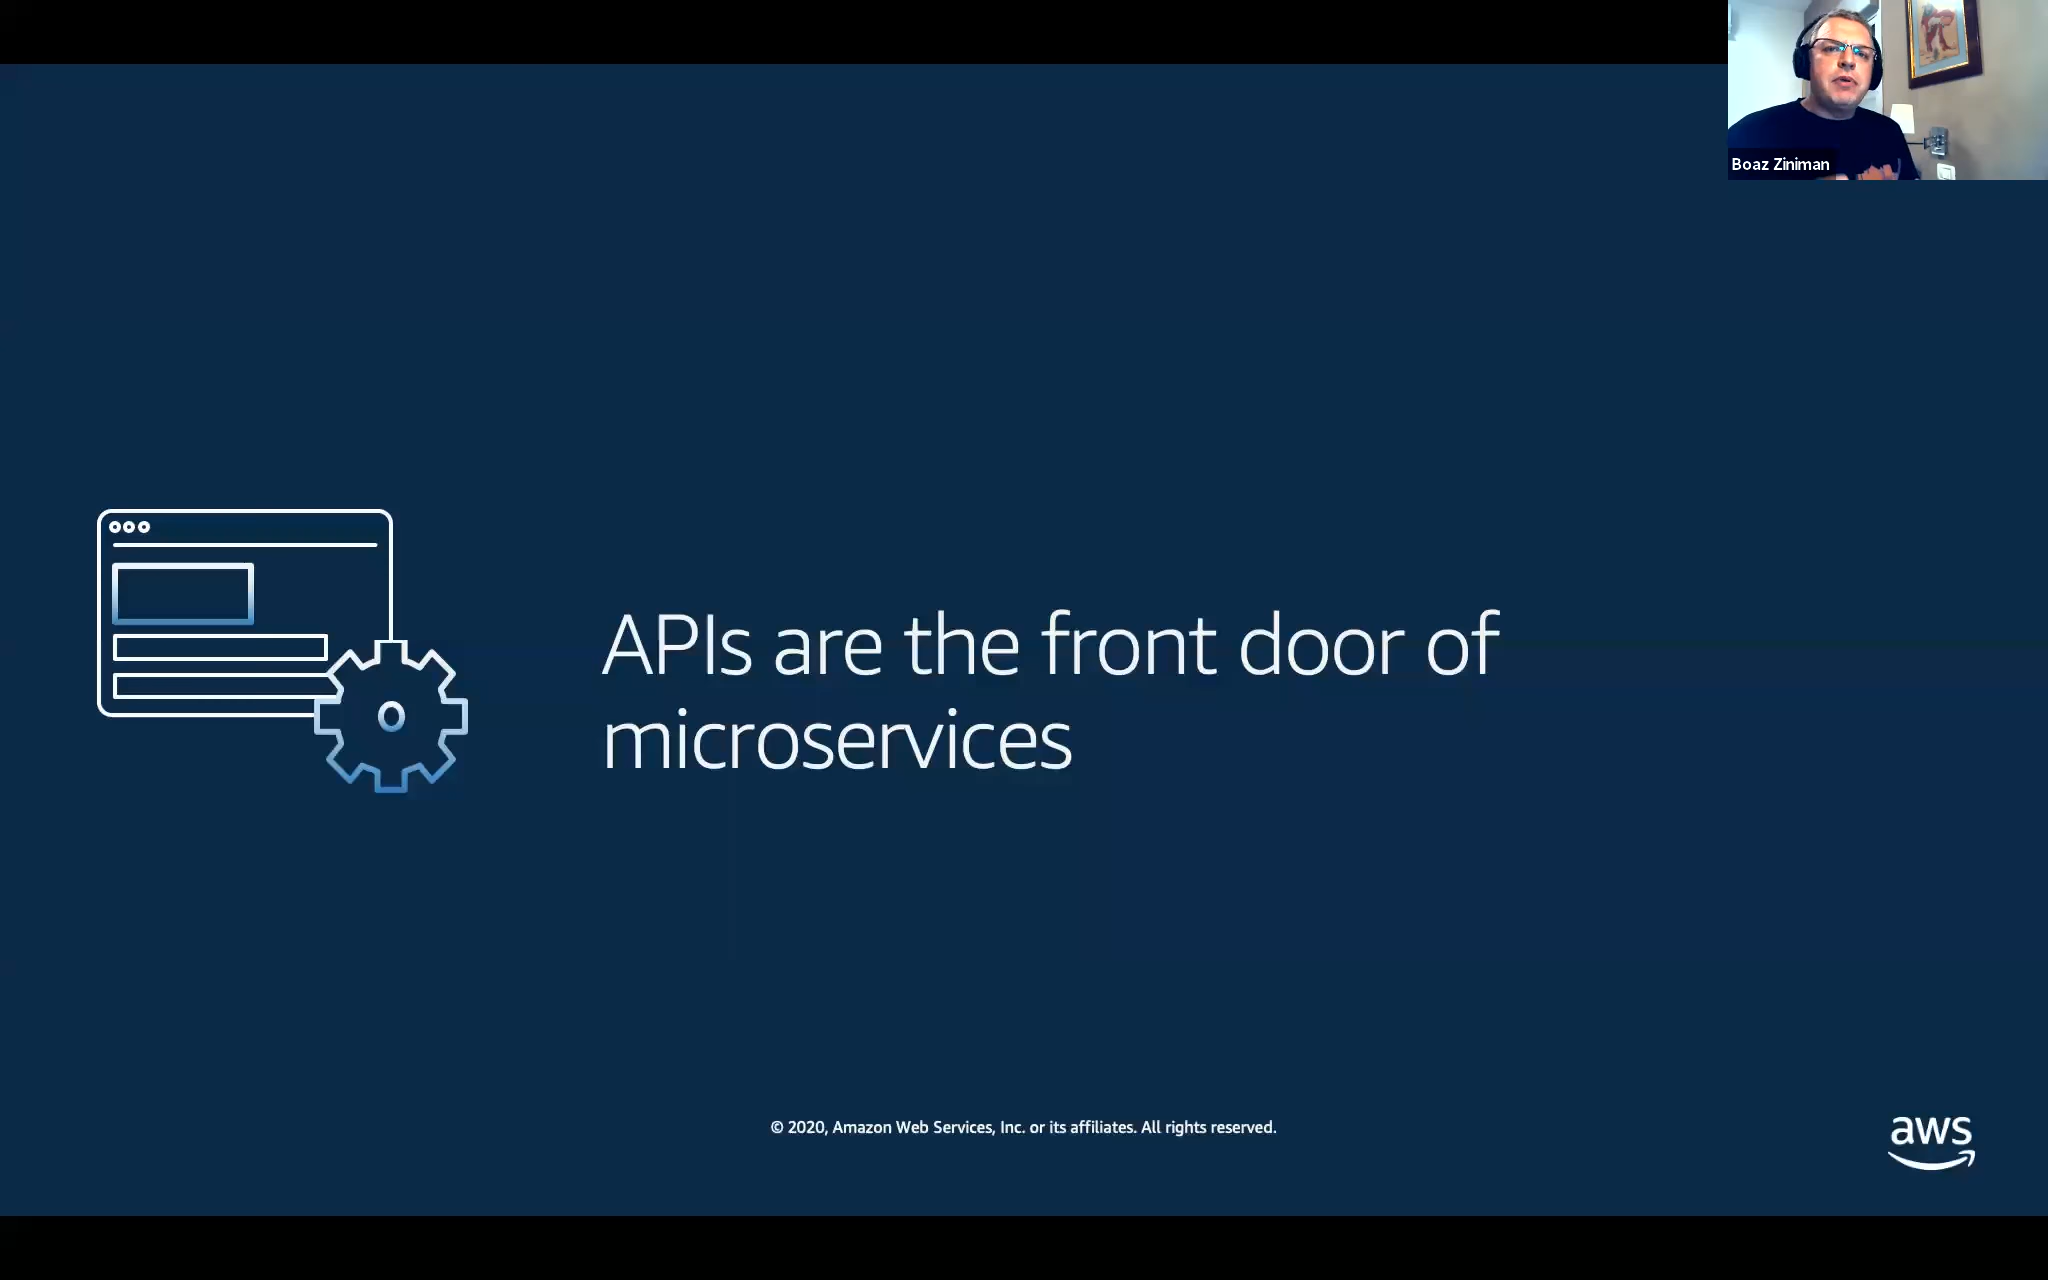 Boaz Ziniman
APIs are the front door of
microservices
© 2020, Amazon Web Services, Inc. or its affiliates. All rights reserved.
aws